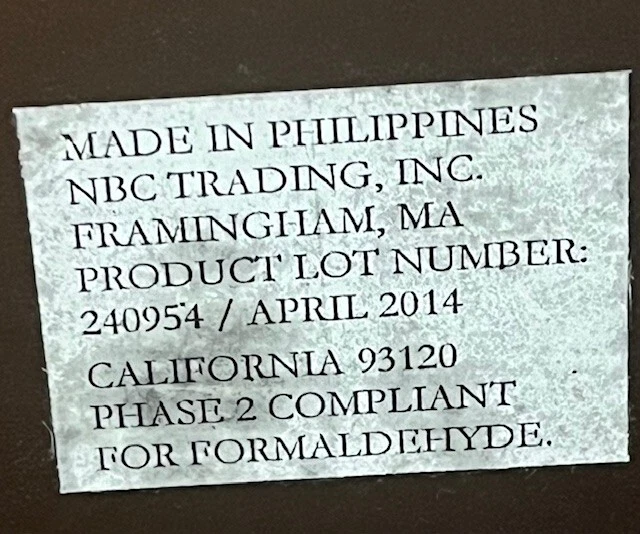 MADE IN PHILIPPINES
NBC TRADING, INC.
FRAMINGHAM, MA
PRODUCT LOT NUMBER:
240954 / APRIL 2014
CALIFORNIA 93120
PHASE 2 COMPLIANT
FOR FORMALDEHYDE.